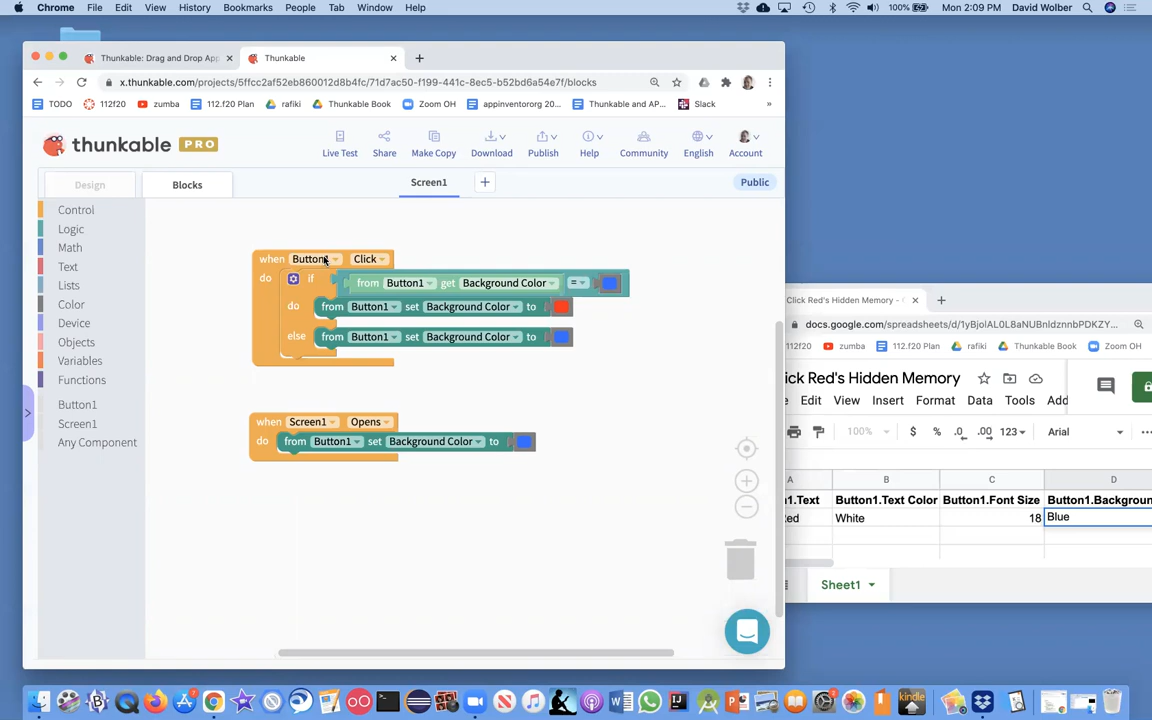 Chrome File Edit View History Bookmarks People Tab Window Help 100% Mon 2:09 PM David Wolber
Thunkable: Drag and Drop App
Thunkable
x.thunkable.com/projects/5ffcc2af52eb860012d8b4fc/71d7ac50-f199-441c-8ec5-b52bd6a54e7f/blocks
TODO 112f20 zumba 112.f20 Plan rafiki Thunkable Book Zoom OH appinventororg 20... Thunkable and AP... Slack »
thunkable PRO
Live Test Share Make Copy Download Publish Help Community English Account
Design Blocks Screen1 + Public
Control
Logic
Math
Text
Lists
Color
Device
Objects
Variables
Functions
Button1
Screen1
Any Component
when Button1 Click
do if from Button1 get Background Color =
do from Button1 set Background Color to
else from Button1 set Background Color to
when Screen1 Opens
do from Button1 set Background Color to
Click Red's Hidden Memory -
docs.google.com/spreadsheets/d/1yBjolAL0L8aNUBnldznnbPDKZY...
zumba 112.f20 Plan rafiki Thunkable Book Zoom OH
ick Red's Hidden Memory
Edit View Insert Format Data Tools Add
100% $ % .0 .00 123 Arial
A B C D
n1.Text Button1.Text Color Button1.Font Size Button1.Backgroun
ked White 18 Blue
Sheet1